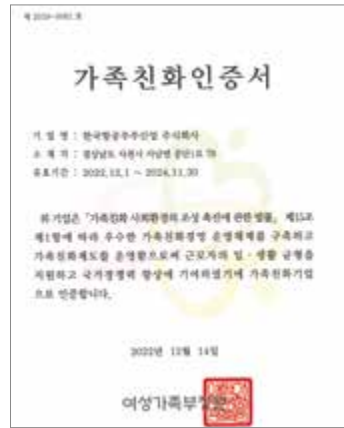 가족친화인증서
기 업 명 : 한국항공우주산업 주식회사
소 재 지 : 경상남도 사천시 사남면 공단1로 78
유효기간 : 2022.12.1 ~ 2024.11.30
위 기업은 「가족친화 사회환경의 조성 촉진에 관한 법률」 제15조
제1항에 따라 우수한 가족친화경영 운영체제를 구축하고
가족친화제도를 운영함으로써 근로자의 일·생활 균형을
지원하고 국가경쟁력 향상에 기여하였기에 가족친화기업
으로 인증합니다.
2022년 12월 14일
여성가족부장관